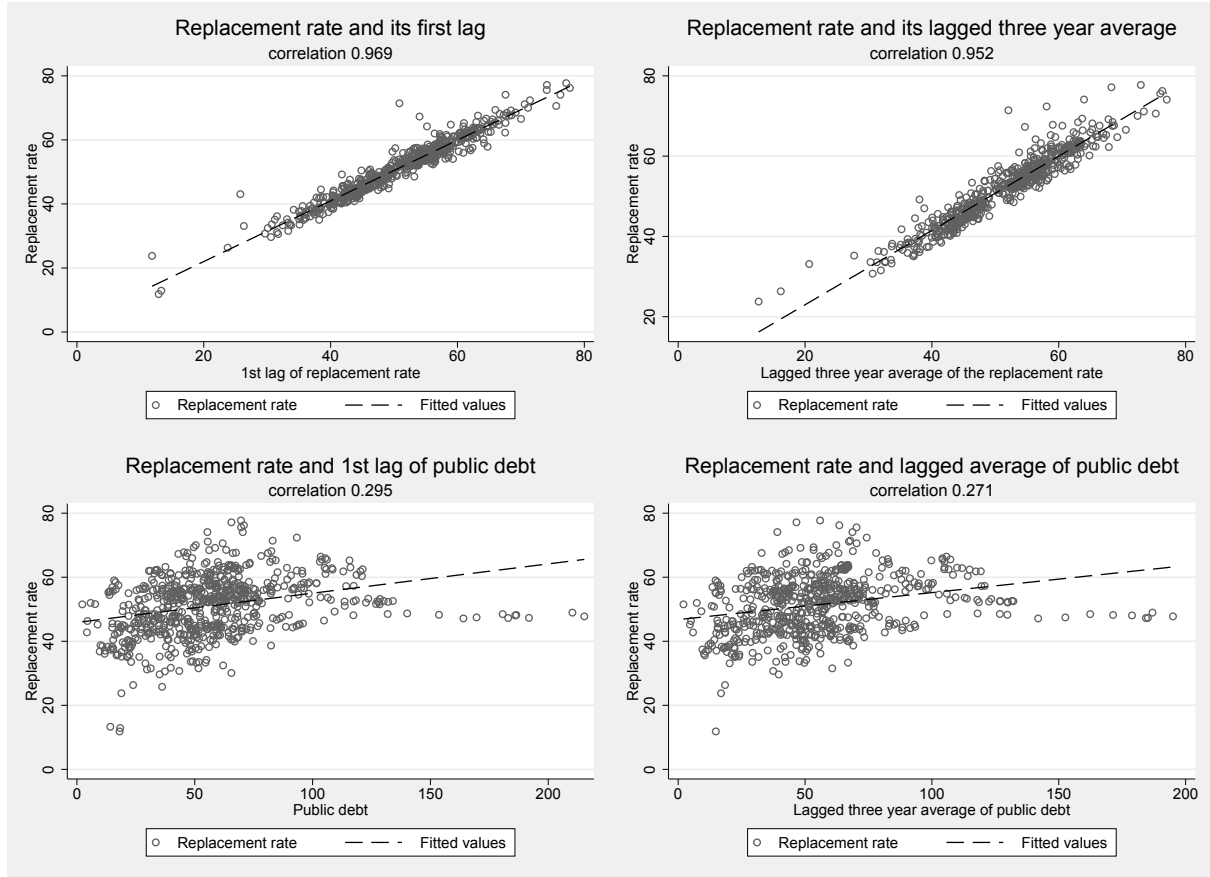 Replacement rate and its first lag
correlation 0.969
Replacement rate
80
60
40
20
0
0 20 40 60 80
1st lag of replacement rate
Replacement rate Fitted values
Replacement rate and its lagged three year average
correlation 0.952
Replacement rate
80
60
40
20
0 20 40 60 80
Lagged three year average of the replacement rate
Replacement rate Fitted values
Replacement rate and 1st lag of public debt
correlation 0.295
Replacement rate
80
60
40
20
0
0 50 100 150 200
Public debt
Replacement rate Fitted values
Replacement rate and lagged average of public debt
correlation 0.271
Replacement rate
80
60
40
20
0
0 50 100 150 200
Lagged three year average of public debt
Replacement rate Fitted values